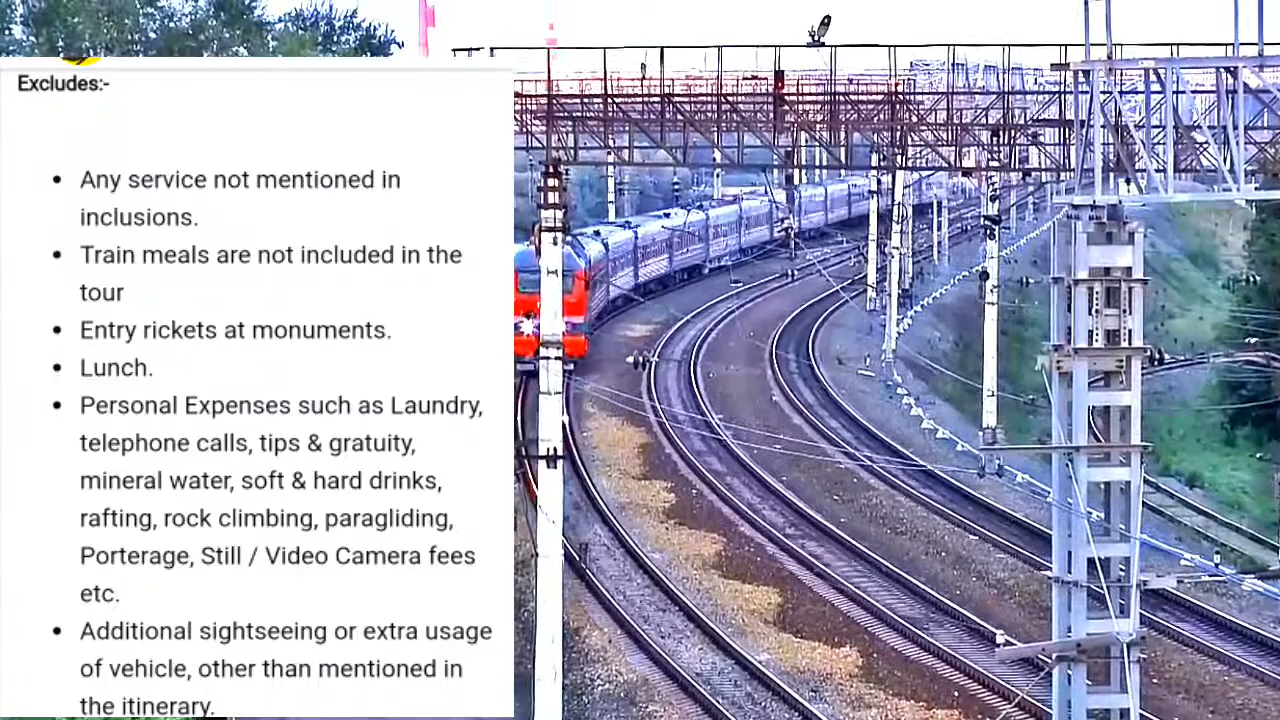 Excludes:-
• Any service not mentioned in
inclusions.
• Train meals are not included in the
tour
• Entry rickets at monuments.
• Lunch.
• Personal Expenses such as Laundry,
telephone calls, tips & gratuity,
mineral water, soft & hard drinks,
rafting, rock climbing, paragliding,
Porterage, Still / Video Camera fees
etc.
• Additional sightseeing or extra usage
of vehicle, other than mentioned in
the itinerary.